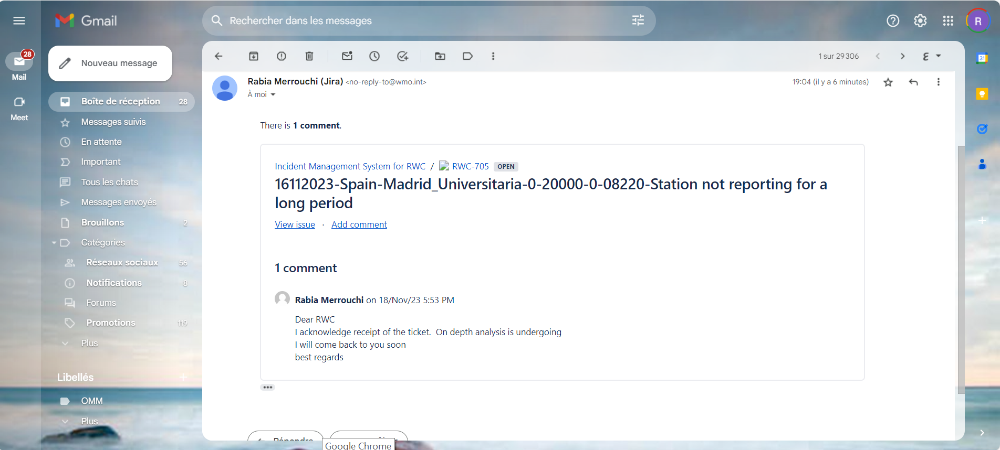 Gmail
Rechercher dans les messages
R
28
Mail
Meet
Nouveau message
Boîte de réception 28
Messages suivis
En attente
Important
Tous les chats
Messages envoyés
Brouillons 2
Catégories
Réseaux sociaux 56
Notifications 8
Forums
Promotions 119
Plus
Libellés
OMM
Plus
1 sur 29 306
31
Rabia Merrouchi (Jira) <no-reply-to@wmo.int>
19:04 (il y a 6 minutes)
À moi
There is 1 comment.
Incident Management System for RWC / RWC-705 OPEN
16112023-Spain-Madrid_Universitaria-0-20000-0-08220-Station not reporting for a
long period
View issue · Add comment
1 comment
Rabia Merrouchi on 18/Nov/23 5:53 PM
Dear RWC
I acknowledge receipt of the ticket.  On depth analysis is undergoing
I will come back to you soon
best regards
Répondre
Google Chrome